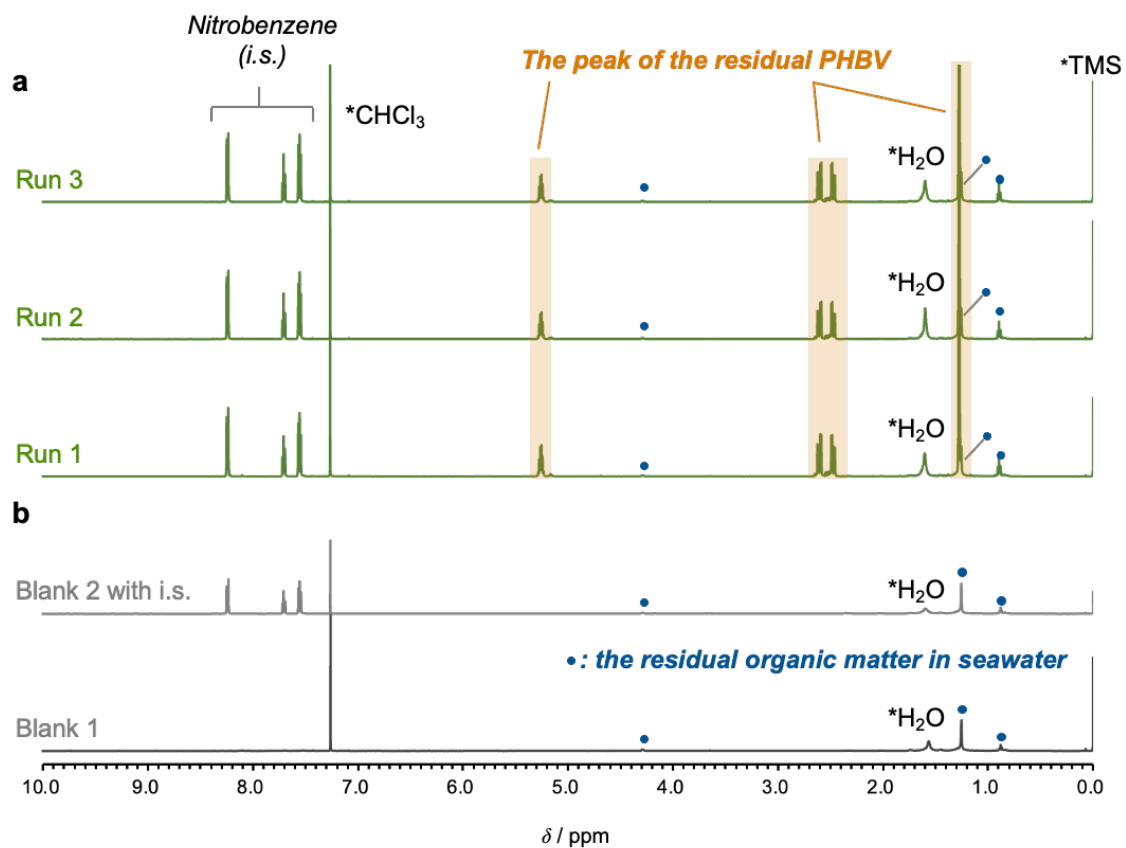 Nitrobenzene
(i.s.)
The peak of the residual PHBV
*TMS
a
*CHCl₃
*H₂O
Run 3
*H₂O
Run 2
*H₂O
Run 1
b
*H₂O
Blank 2 with i.s.
•: the residual organic matter in seawater
*H₂O
Blank 1
10.0 9.0 8.0 7.0 6.0 5.0 4.0 3.0 2.0 1.0 0.0
δ / ppm